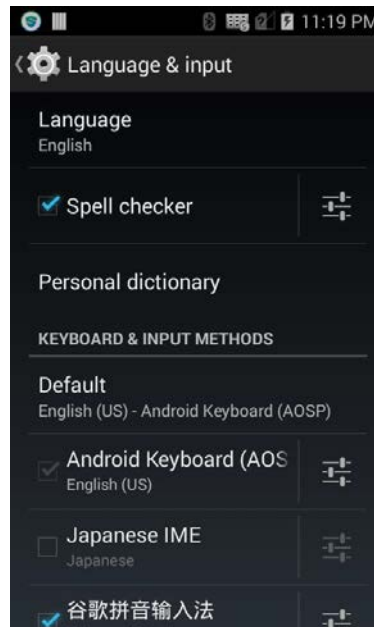 11:19 PM
Language & input
Language
English
Spell checker
Personal dictionary
KEYBOARD & INPUT METHODS
Default
English (US) - Android Keyboard (AOSP)
Android Keyboard (AOS
English (US)
Japanese IME
Japanese
谷歌拼音输入法